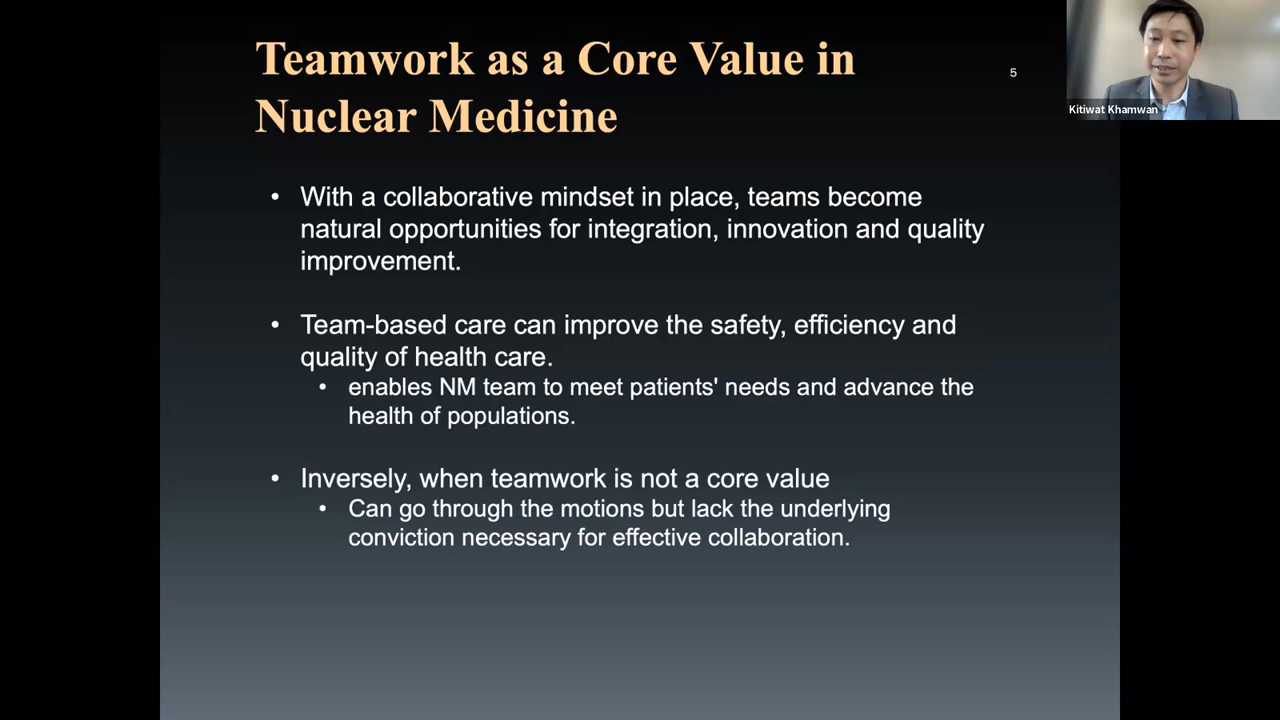 Teamwork as a Core Value in
Nuclear Medicine
5
Kitiwat Khamwan
• With a collaborative mindset in place, teams become
natural opportunities for integration, innovation and quality
improvement.
• Team-based care can improve the safety, efficiency and
quality of health care.
• enables NM team to meet patients' needs and advance the
health of populations.
• Inversely, when teamwork is not a core value
• Can go through the motions but lack the underlying
conviction necessary for effective collaboration.